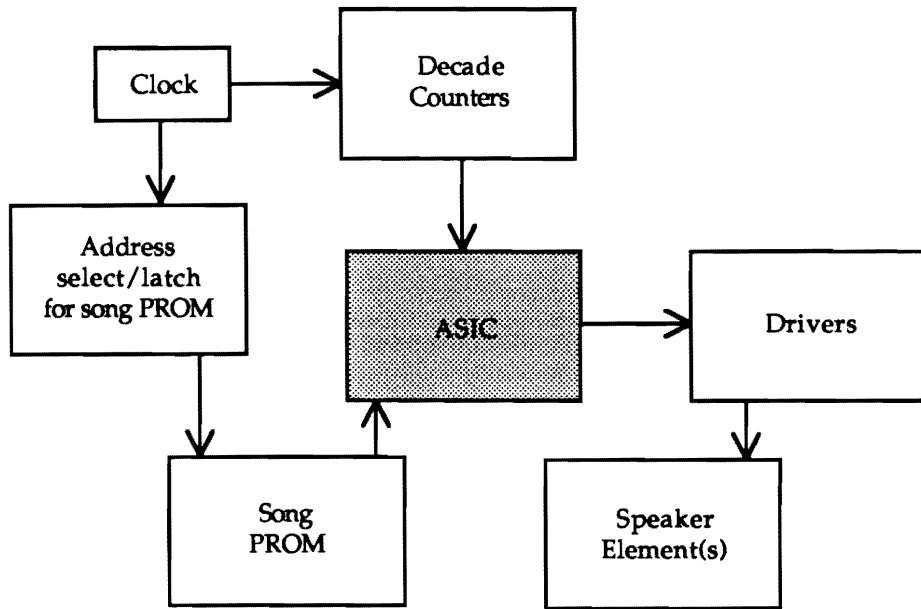 Clock
Decade
Counters
Address
select/latch
for song PROM
ASIC
Drivers
Song
PROM
Speaker
Element(s)